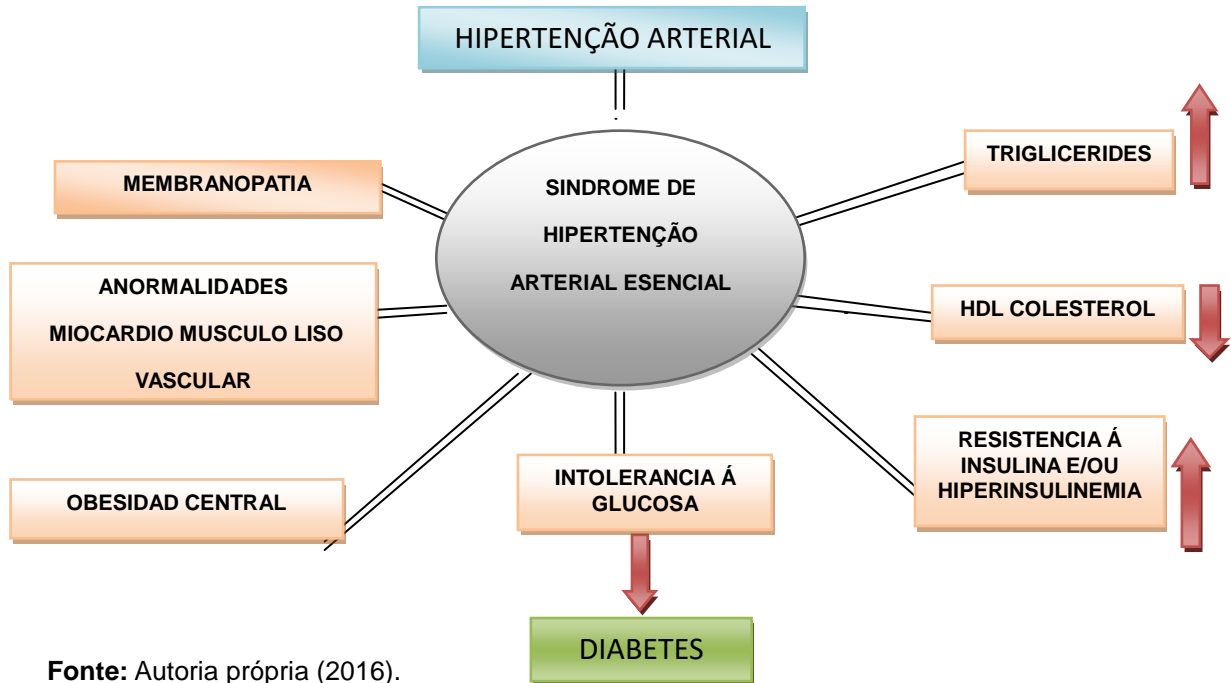 HIPERTENÇÃO ARTERIAL
MEMBRANOPATIA
SINDROME DE
HIPERTENÇÃO
ARTERIAL ESENCIAL
TRIGLICERIDES
ANORMALIDADES
MIOCARDIO MUSCULO LISO
VASCULAR
HDL COLESTEROL
OBESIDAD CENTRAL
INTOLERANCIA Á
GLUCOSA
RESISTENCIA Á
INSULINA E/OU
HIPERINSULINEMIA
DIABETES
Fonte: Autoria própria (2016).